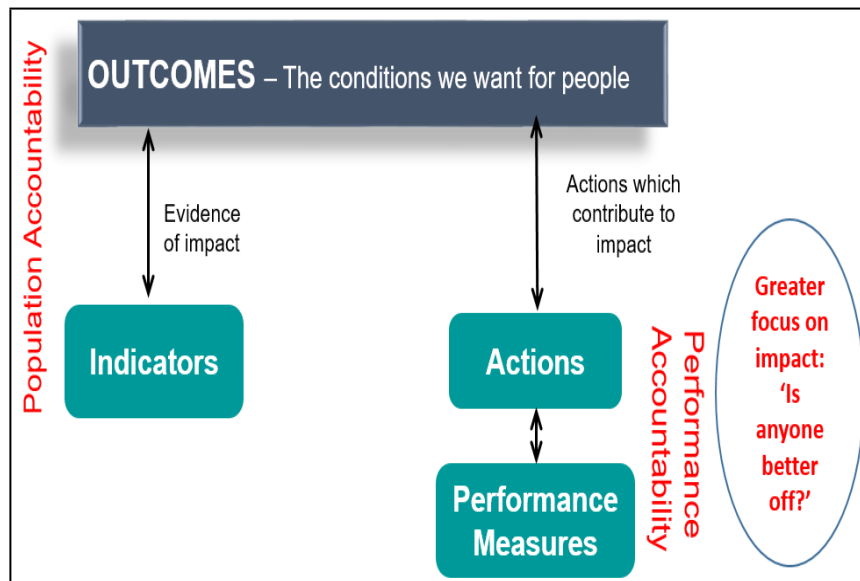 Population Accountability
OUTCOMES – The conditions we want for people
Evidence
of impact
Actions which
contribute to
impact
Indicators
Actions
Performance
Measures
Performance
Accountability
Greater
focus on
impact:
‘Is
anyone
better
off?’